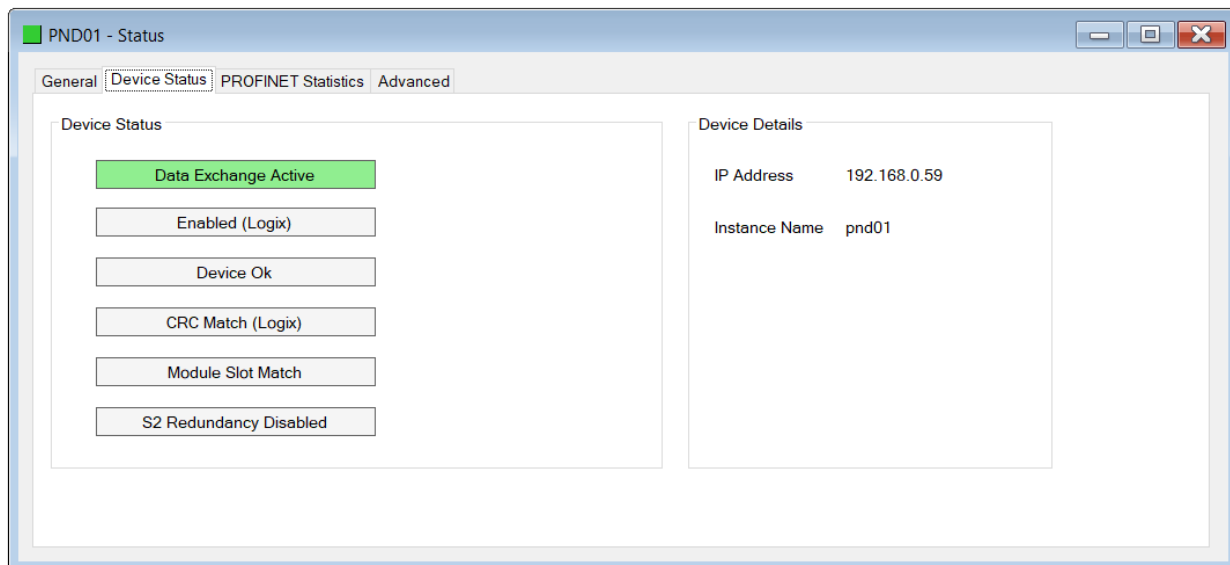 PND01 - Status
General Device Status PROFINET Statistics Advanced
Device Status
Data Exchange Active
Enabled (Logix)
Device Ok
CRC Match (Logix)
Module Slot Match
S2 Redundancy Disabled
Device Details
IP Address 192.168.0.59
Instance Name pnd01